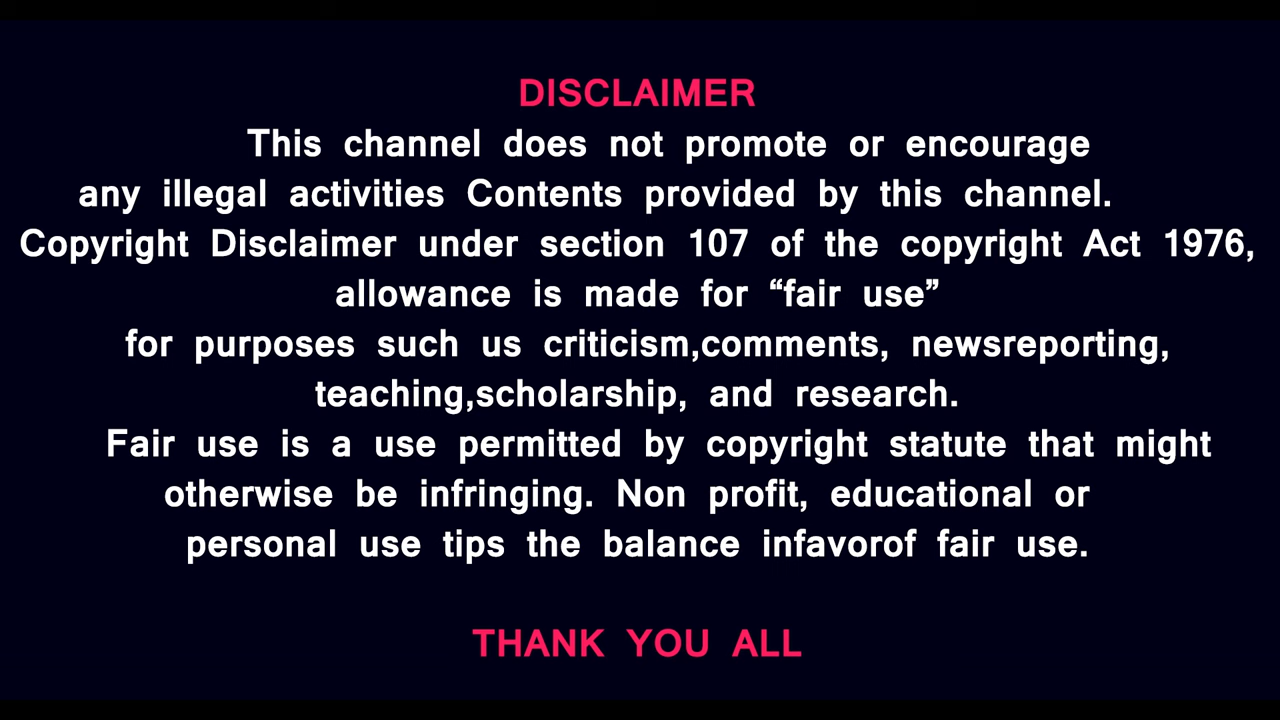 DISCLAIMER
This channel does not promote or encourage
any illegal activities Contents provided by this channel.
Copyright Disclaimer under section 107 of the copyright Act 1976,
allowance is made for “fair use”
for purposes such us criticism,comments, newsreporting,
teaching,scholarship, and research.
Fair use is a use permitted by copyright statute that might
otherwise be infringing. Non profit, educational or
personal use tips the balance infavorof fair use.
THANK YOU ALL